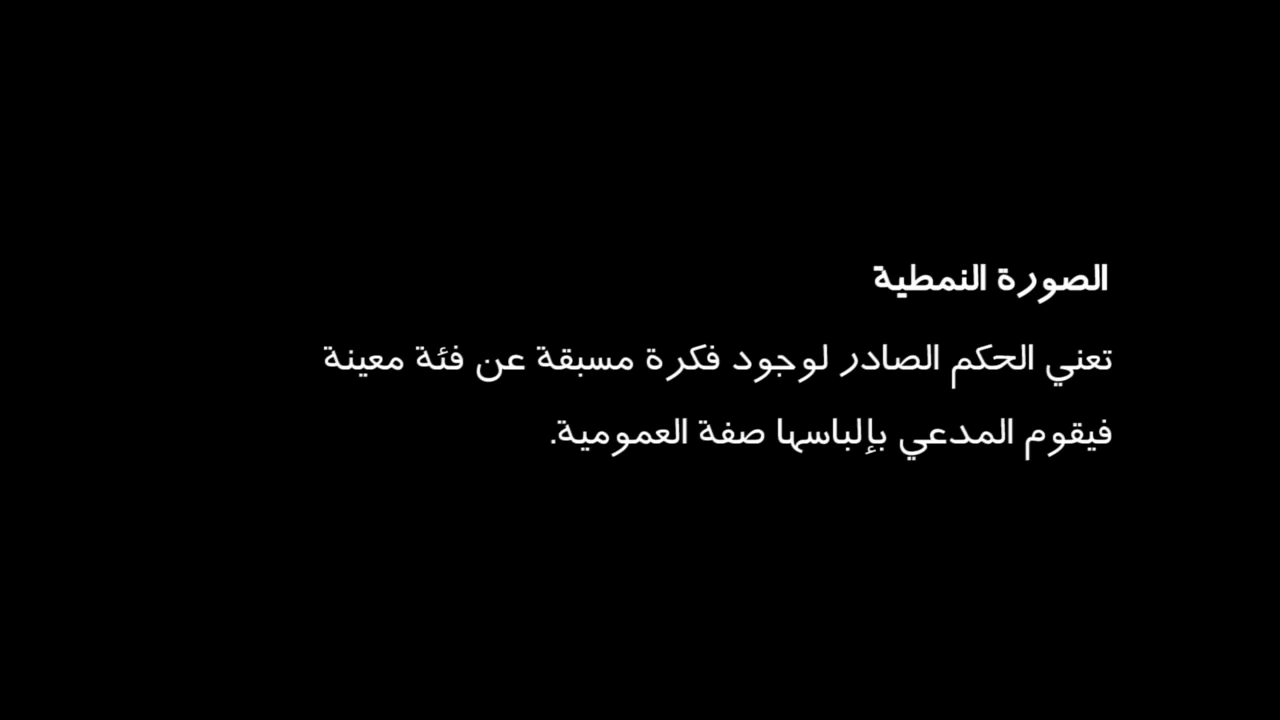 الصورة النمطية
تعني الحكم الصادر لوجود فكرة مسبقة عن فئة معينة
فيقوم المدعي بإلباسها صفة العمومية.